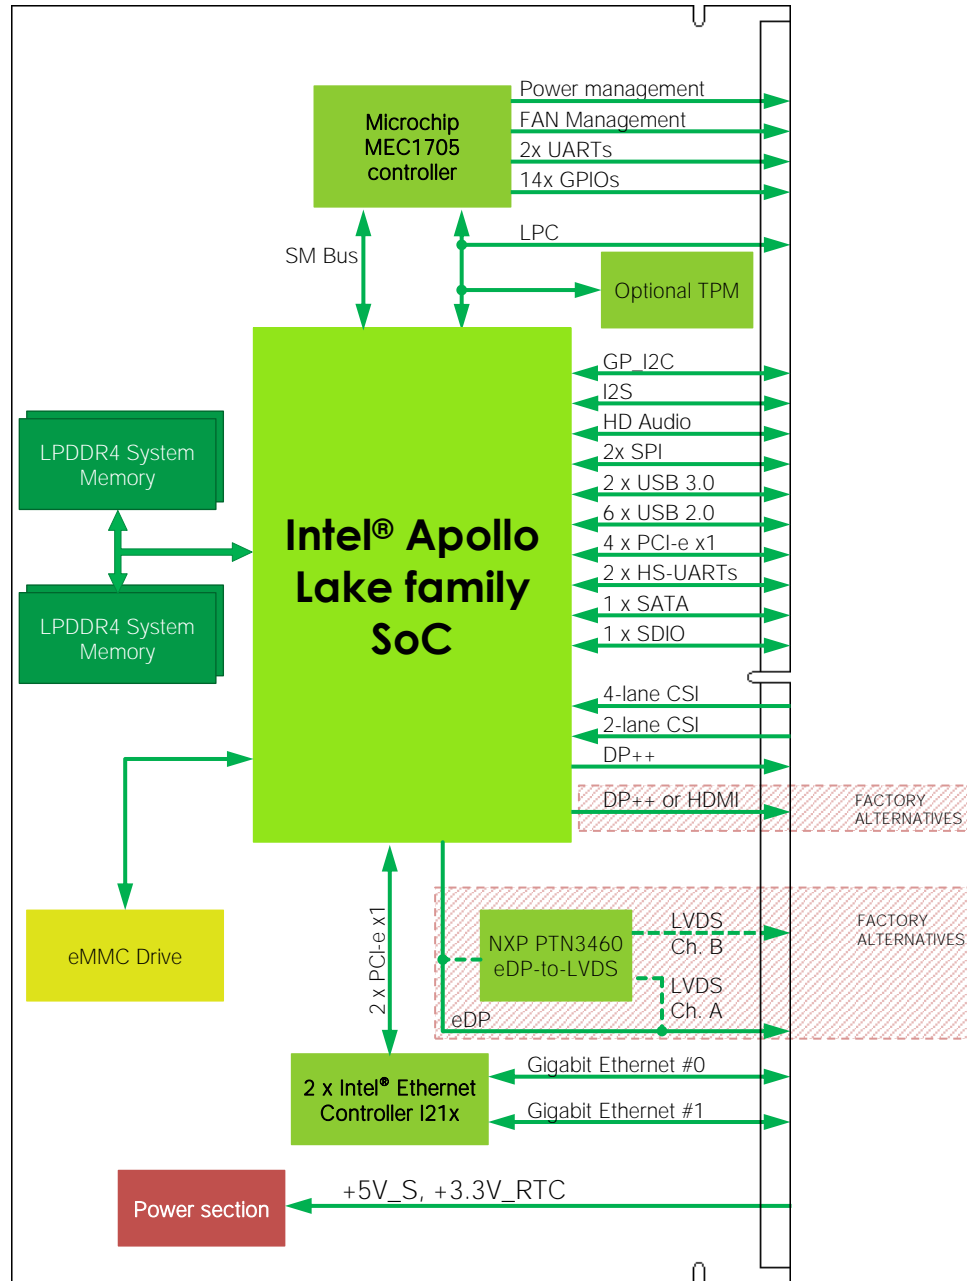 Power management
Microchip
MEC1705
controller
FAN Management
2x UARTs
14x GPIOs
LPC
SM Bus
Optional TPM
GP_I2C
I2S
HD Audio
2x SPI
2 x USB 3.0
6 x USB 2.0
4 x PCI-e x1
2 x HS-UARTs
1 x SATA
1 x SDIO
LPDDR4 System
Memory
LPDDR4 System
Memory
Intel® Apollo
Lake family
SoC
4-lane CSI
2-lane CSI
DP++
DP++ or HDMI
FACTORY
ALTERNATIVES
eMMC Drive
2 x PCI-e x1
NXP PTN3460
eDP-to-LVDS
LVDS
Ch. B
LVDS
Ch. A
FACTORY
ALTERNATIVES
eDP
2 x Intel® Ethernet
Controller I21x
Gigabit Ethernet #0
Gigabit Ethernet #1
Power section
+5V_S, +3.3V_RTC